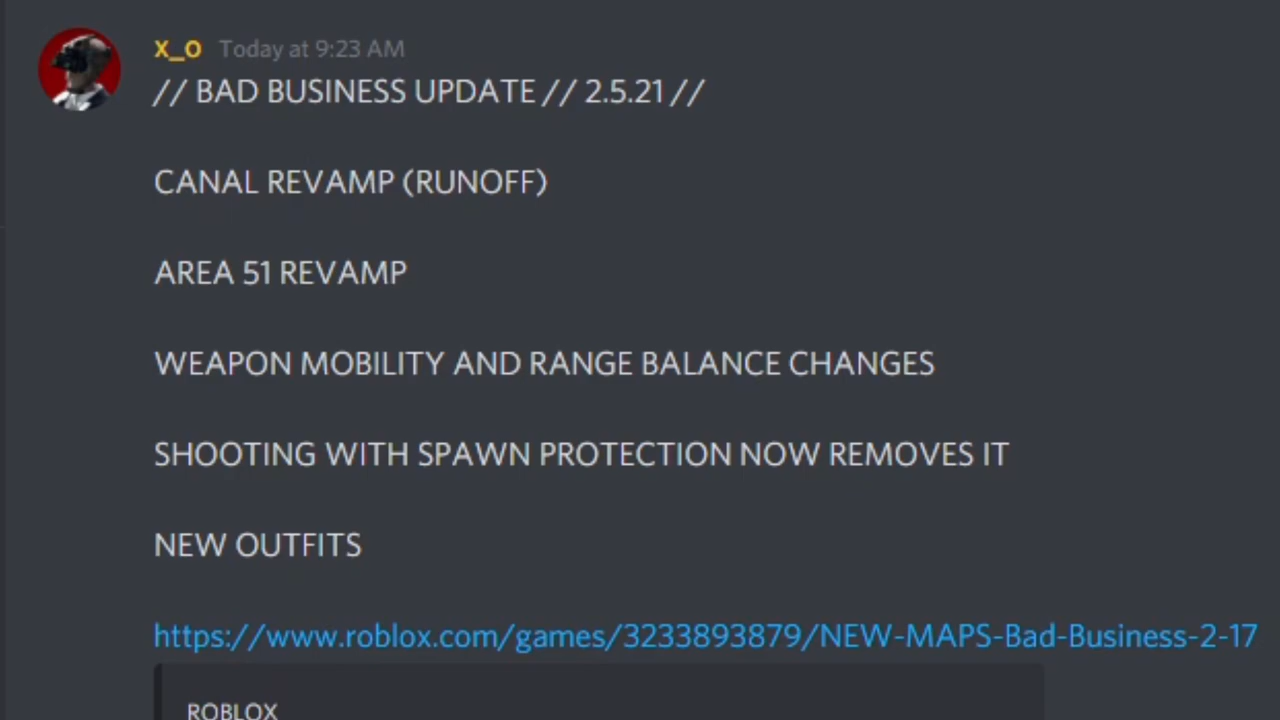 X_O Today at 9:23 AM
// BAD BUSINESS UPDATE // 2.5.21 //
CANAL REVAMP (RUNOFF)
AREA 51 REVAMP
WEAPON MOBILITY AND RANGE BALANCE CHANGES
SHOOTING WITH SPAWN PROTECTION NOW REMOVES IT
NEW OUTFITS
https://www.roblox.com/games/3233893879/NEW-MAPS-Bad-Business-2-17
ROBLOX